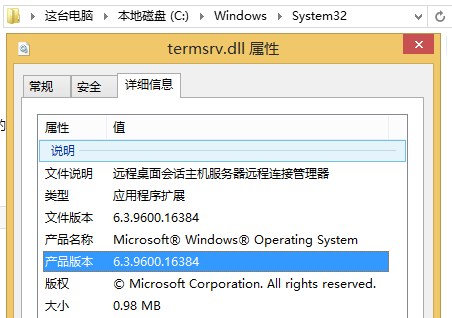 这台电脑 ▸ 本地磁盘 (C:) ▸ Windows ▸ System32
termsrv.dll 属性
常规 安全 详细信息
属性 值
说明
文件说明 远程桌面会话主机服务器远程连接管理器
类型 应用程序扩展
文件版本 6.3.9600.16384
产品名称 Microsoft® Windows® Operating System
产品版本 6.3.9600.16384
版权 © Microsoft Corporation. All rights reserved.
大小 0.98 MB